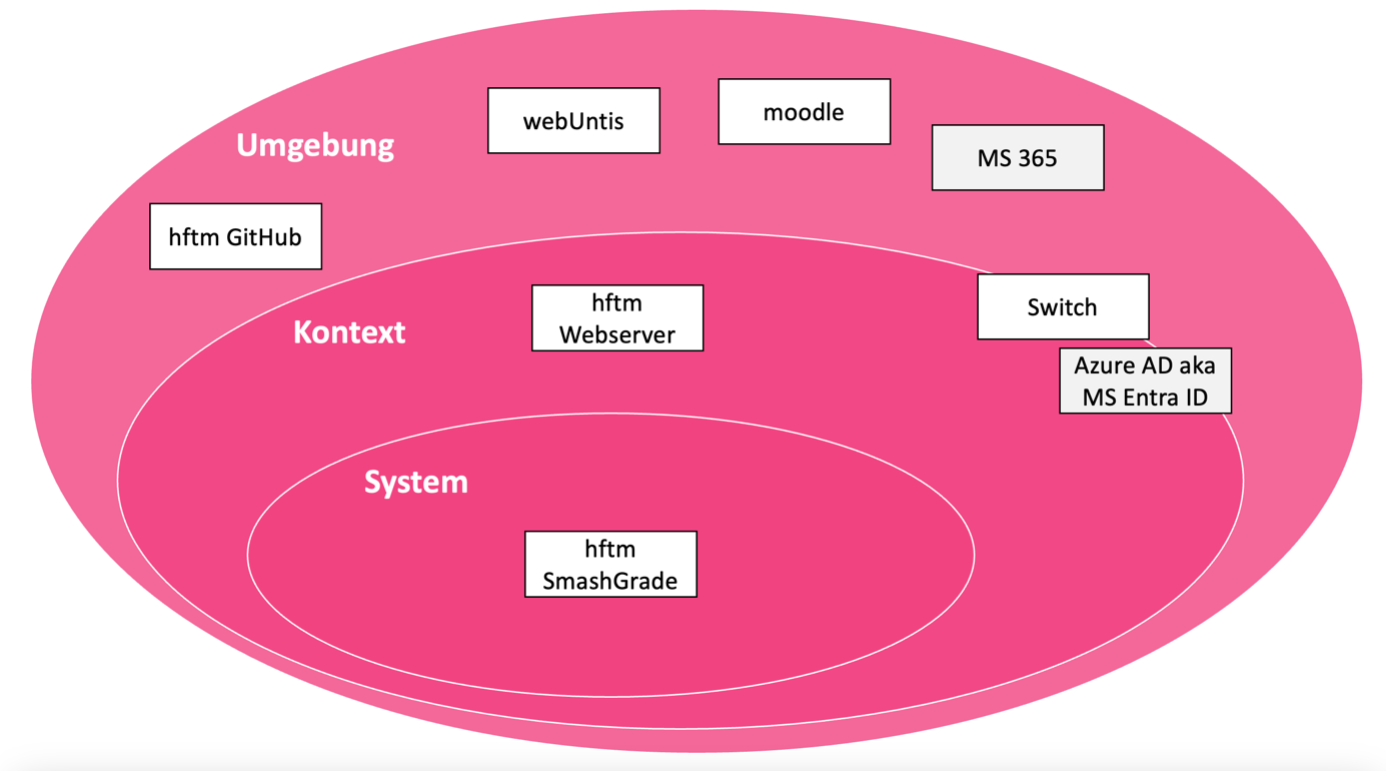 webUntis
moodle
Umgebung
MS 365
hftm GitHub
hftm
Webserver
Switch
Kontext
Azure AD aka
MS Entra ID
System
hftm
SmashGrade